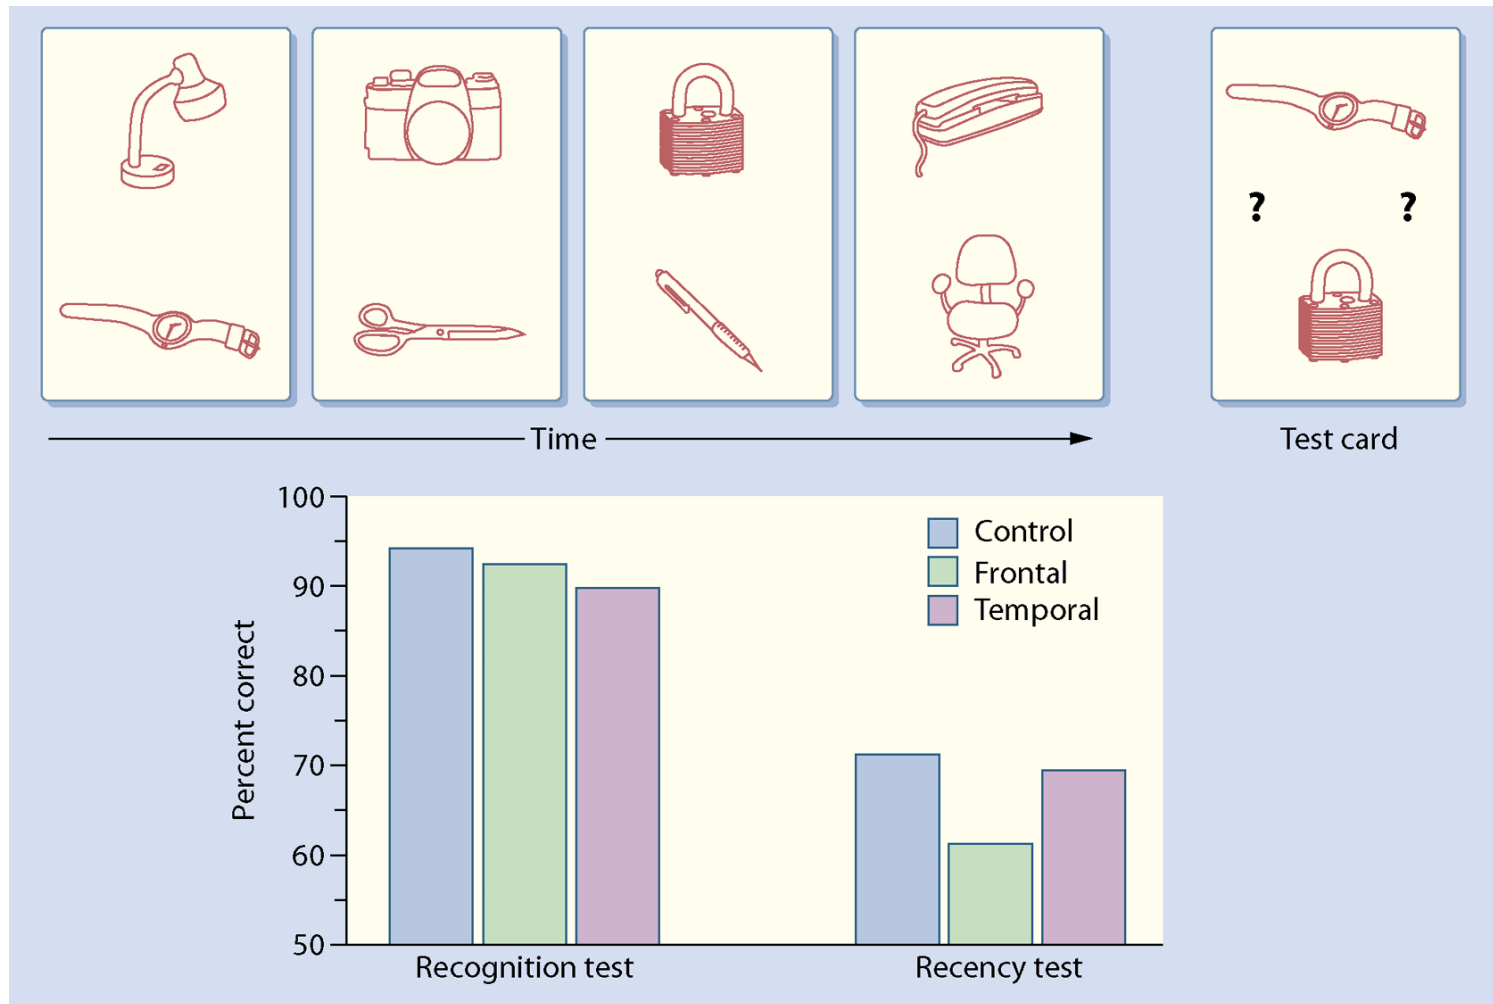 ? ?
Time
Test card
100
90
80
70
60
50
Percent correct
Control
Frontal
Temporal
Recognition test
Recency test